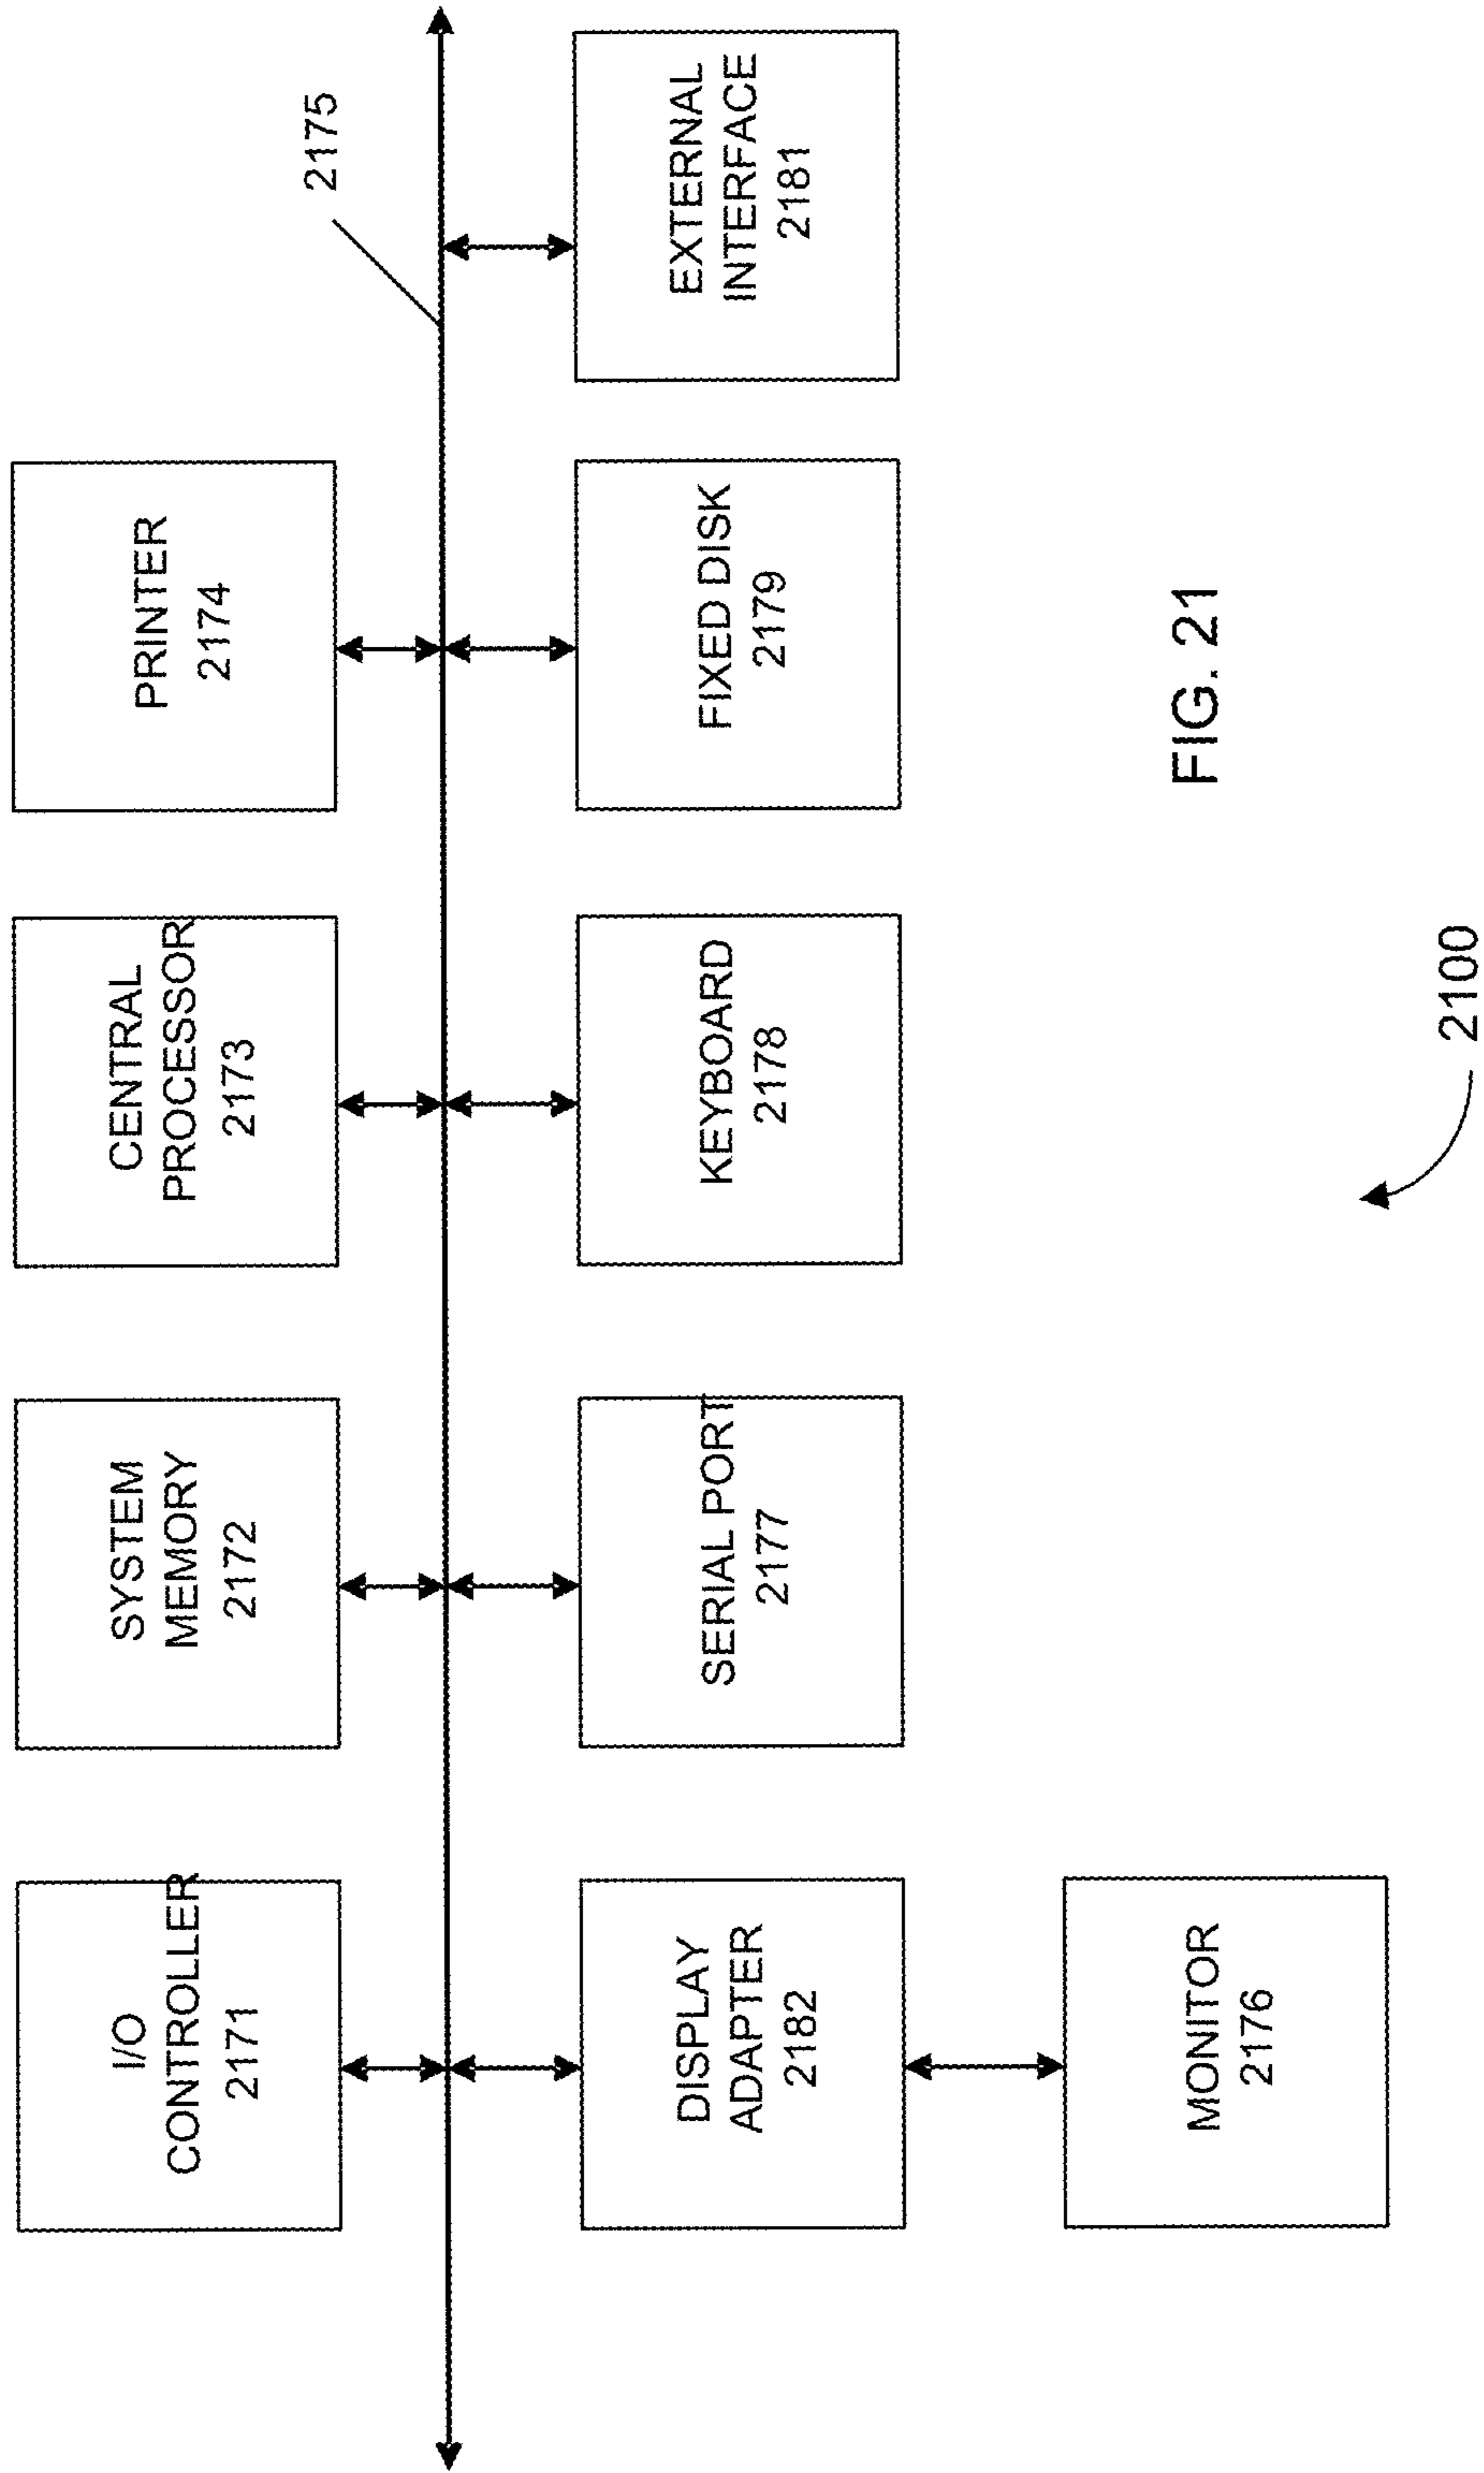 I/O
CONTROLLER
2171
SYSTEM
MEMORY
2172
CENTRAL
PROCESSOR
2173
PRINTER
2174
2175
DISPLAY
ADAPTER
2182
SERIAL PORT
2177
KEYBOARD
2178
FIXED DISK
2179
EXTERNAL
INTERFACE
2181
MONITOR
2176
FIG. 21
2100